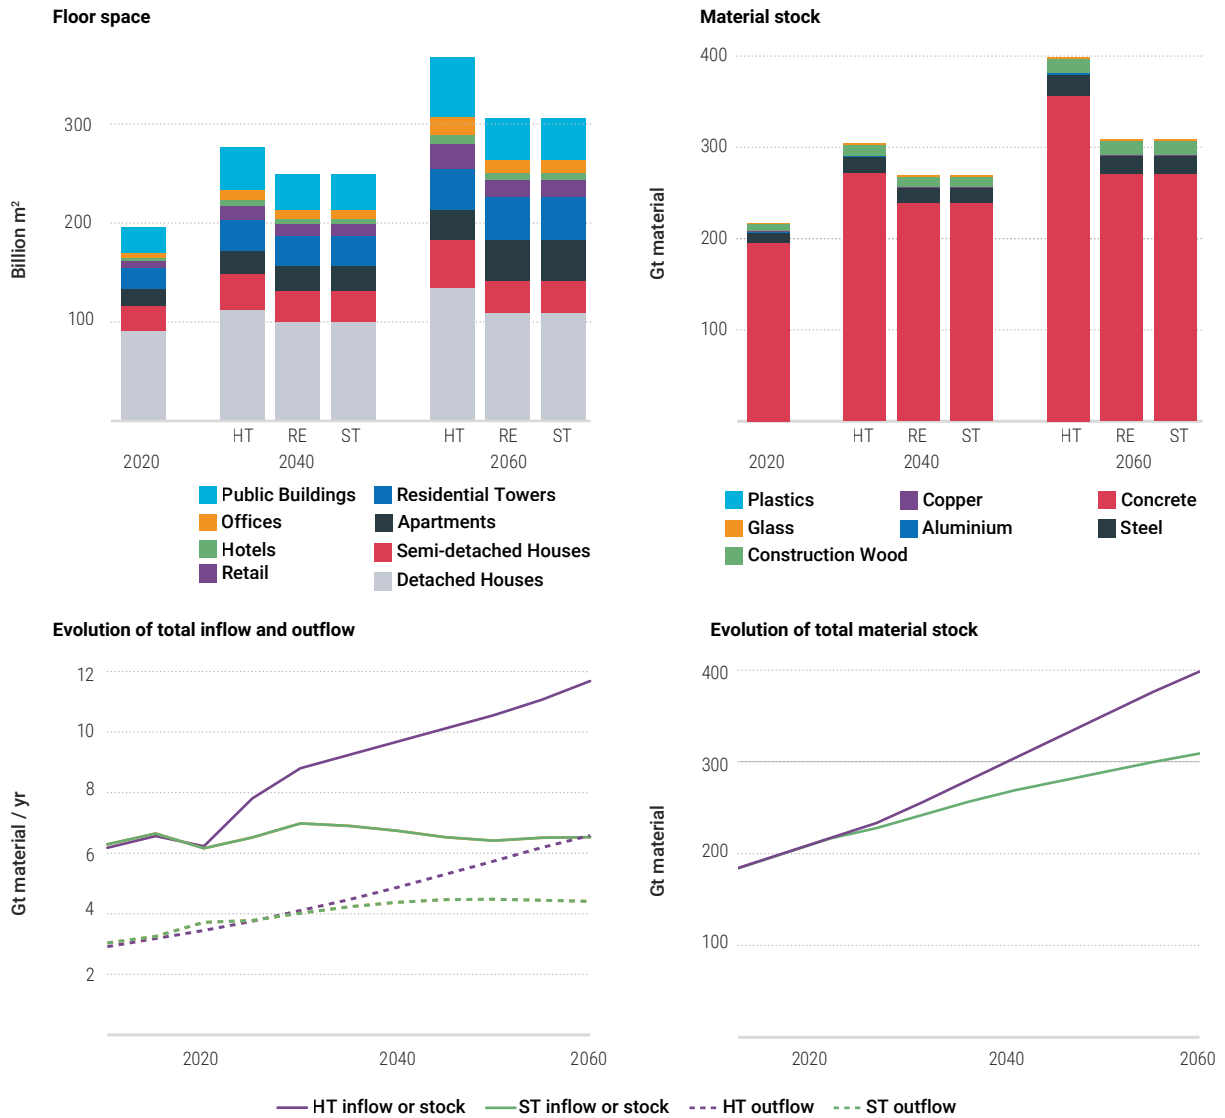 Floor space
Billion m²
300
200
100
HT RE ST HT RE ST
2020 2040 2060
Public Buildings
Offices
Hotels
Retail
Residential Towers
Apartments
Semi-detached Houses
Detached Houses
Material stock
Gt material
400
300
200
100
HT RE ST HT RE ST
2020 2040 2060
Plastics
Glass
Construction Wood
Copper
Aluminium
Concrete
Steel
Evolution of total inflow and outflow
Gt material / yr
12
10
8
6
4
2
2020 2040 2060
Evolution of total material stock
Gt material
400
300
200
100
2020 2040 2060
HT inflow or stock ST inflow or stock HT outflow ST outflow